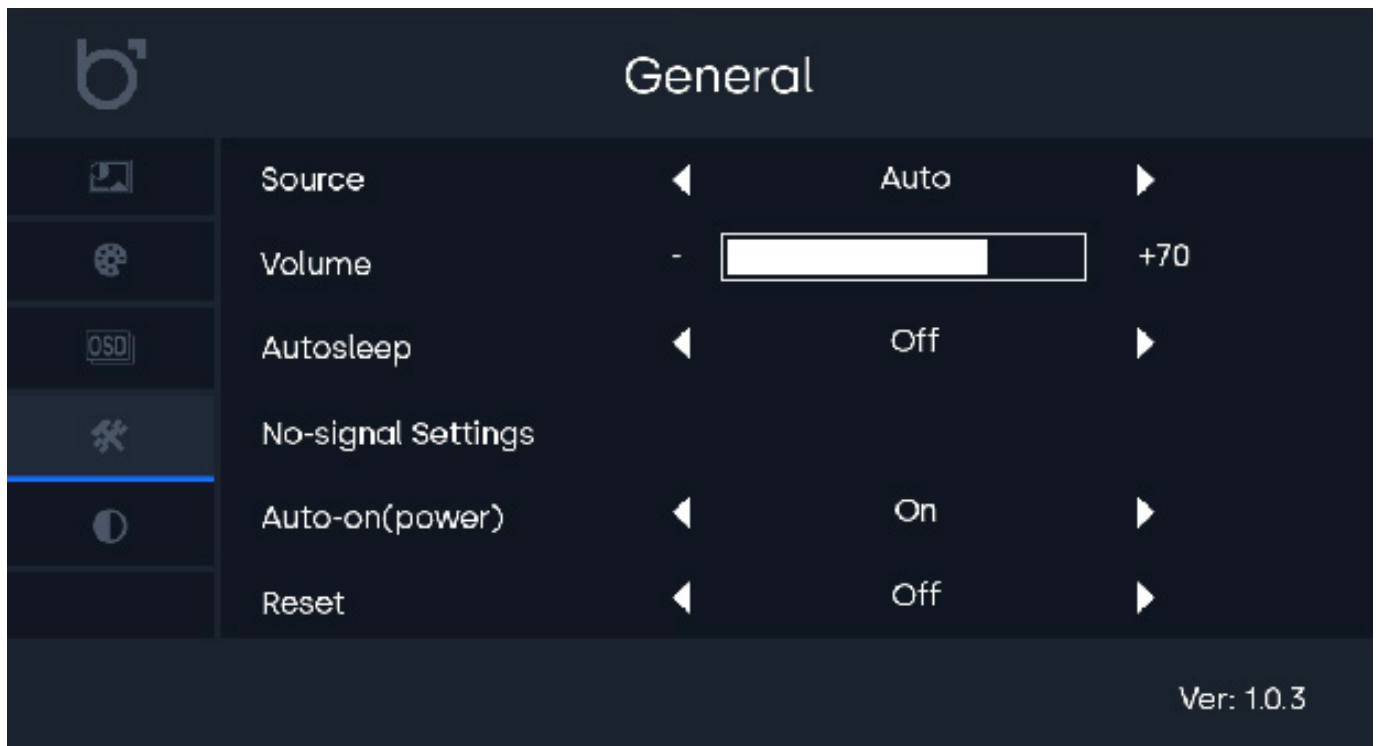 General
Source Auto
Volume - +70
OSD
Autosleep Off
No-signal Settings
Auto-on(power) On
Reset Off
Ver: 1.0.3